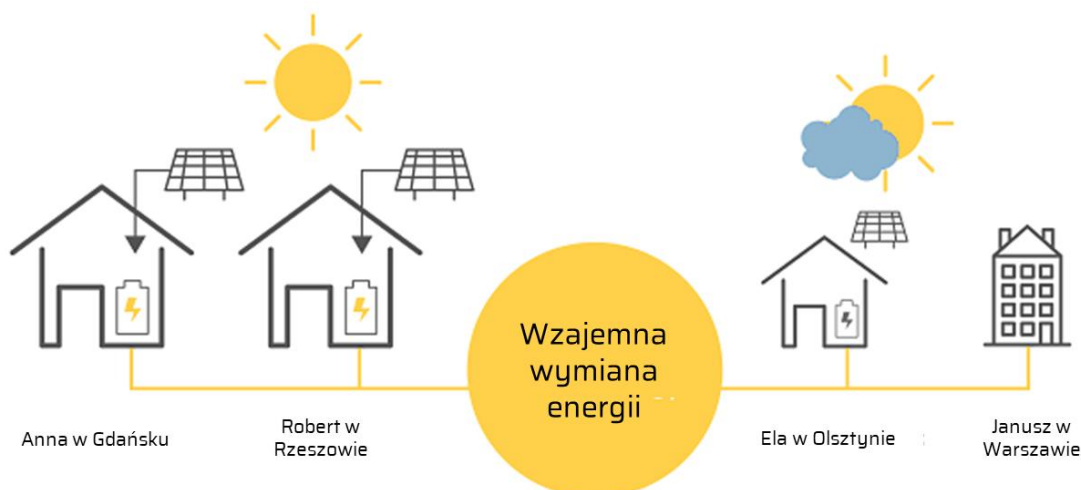 Wzajemna
wymiana
energii
Anna w Gdańsku
Robert w
Rzeszowie
Ela w Olsztynie
Janusz w
Warszawie